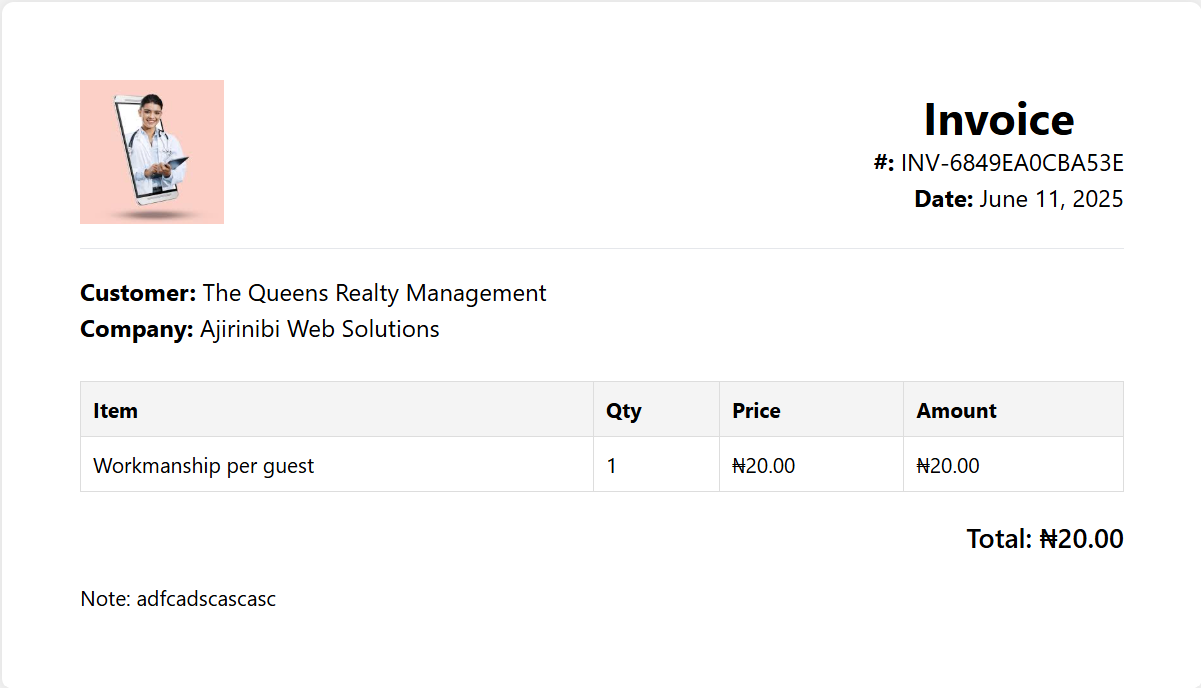 Invoice
#: INV-6849EA0CBA53E
Date: June 11, 2025
Customer: The Queens Realty Management
Company: Ajirinibi Web Solutions
Item Qty Price Amount
Workmanship per guest 1 ₦20.00 ₦20.00
Total: ₦20.00
Note: adfcadscascasc